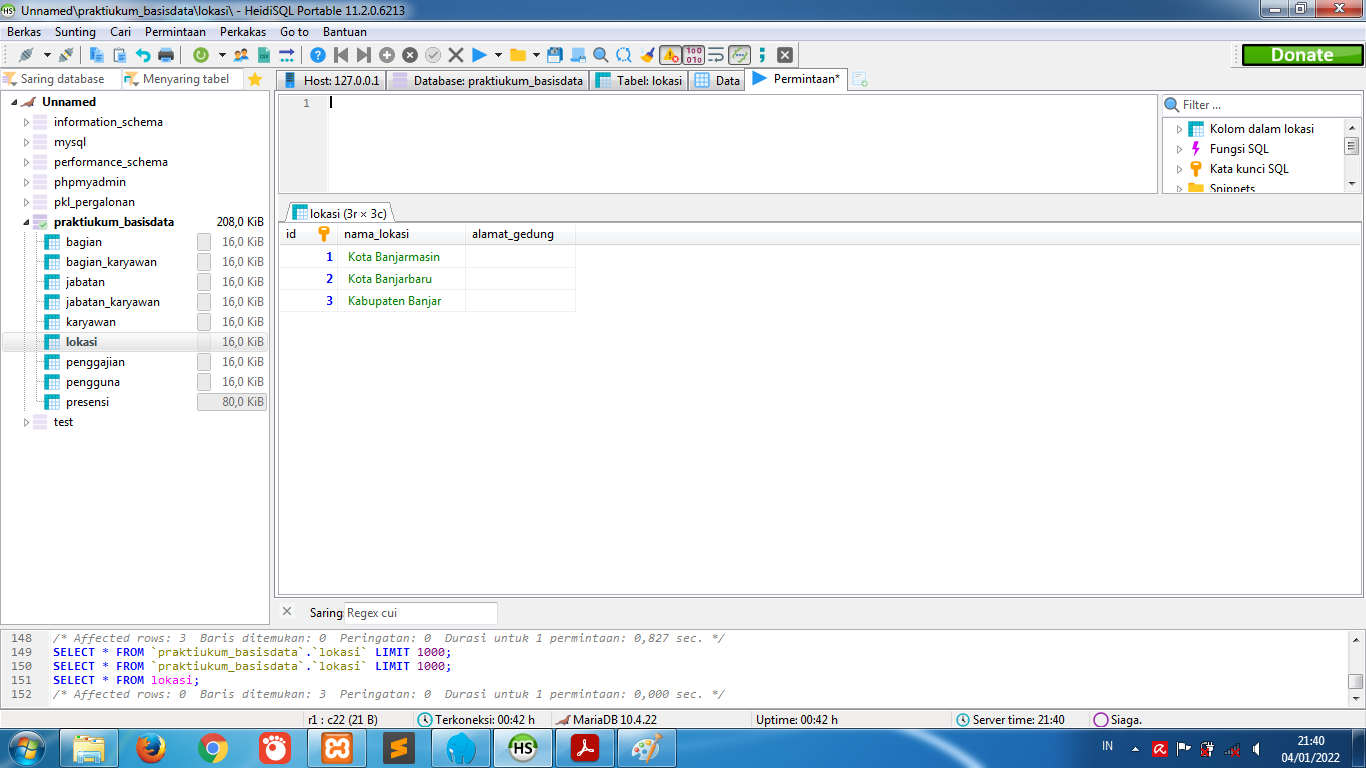 Unnamed\praktiukum_basisdata\lokasi\ - HeidiSQL Portable 11.2.0.6213
Berkas Sunting Cari Permintaan Perkakas Go to Bantuan
Donate
Saring database Menyaring tabel
Host: 127.0.0.1 Database: praktiukum_basisdata Tabel: lokasi Data Permintaan*
Unnamed
information_schema
mysql
performance_schema
phpmyadmin
pkl_pergalonan
praktiukum_basisdata 208,0 KiB
bagian 16,0 KiB
bagian_karyawan 16,0 KiB
jabatan 16,0 KiB
jabatan_karyawan 16,0 KiB
karyawan 16,0 KiB
lokasi 16,0 KiB
penggajian 16,0 KiB
pengguna 16,0 KiB
presensi 80,0 KiB
test
1
Filter ...
Kolom dalam lokasi
Fungsi SQL
Kata kunci SQL
Snippets
lokasi (3r × 3c)
id nama_lokasi alamat_gedung
1 Kota Banjarmasin
2 Kota Banjarbaru
3 Kabupaten Banjar
Saring: Regex cui
148 /* Affected rows: 3 Baris ditemukan: 0 Peringatan: 0 Durasi untuk 1 permintaan: 0,827 sec. */
149 SELECT * FROM `praktiukum_basisdata`.`lokasi` LIMIT 1000;
150 SELECT * FROM `praktiukum_basisdata`.`lokasi` LIMIT 1000;
151 SELECT * FROM lokasi;
152 /* Affected rows: 0 Baris ditemukan: 3 Peringatan: 0 Durasi untuk 1 permintaan: 0,000 sec. */
r1 : c22 (21 B) Terkoneksi: 00:42 h MariaDB 10.4.22 Uptime: 00:42 h Server time: 21:40 Siaga.
HS
IN
21:40
04/01/2022